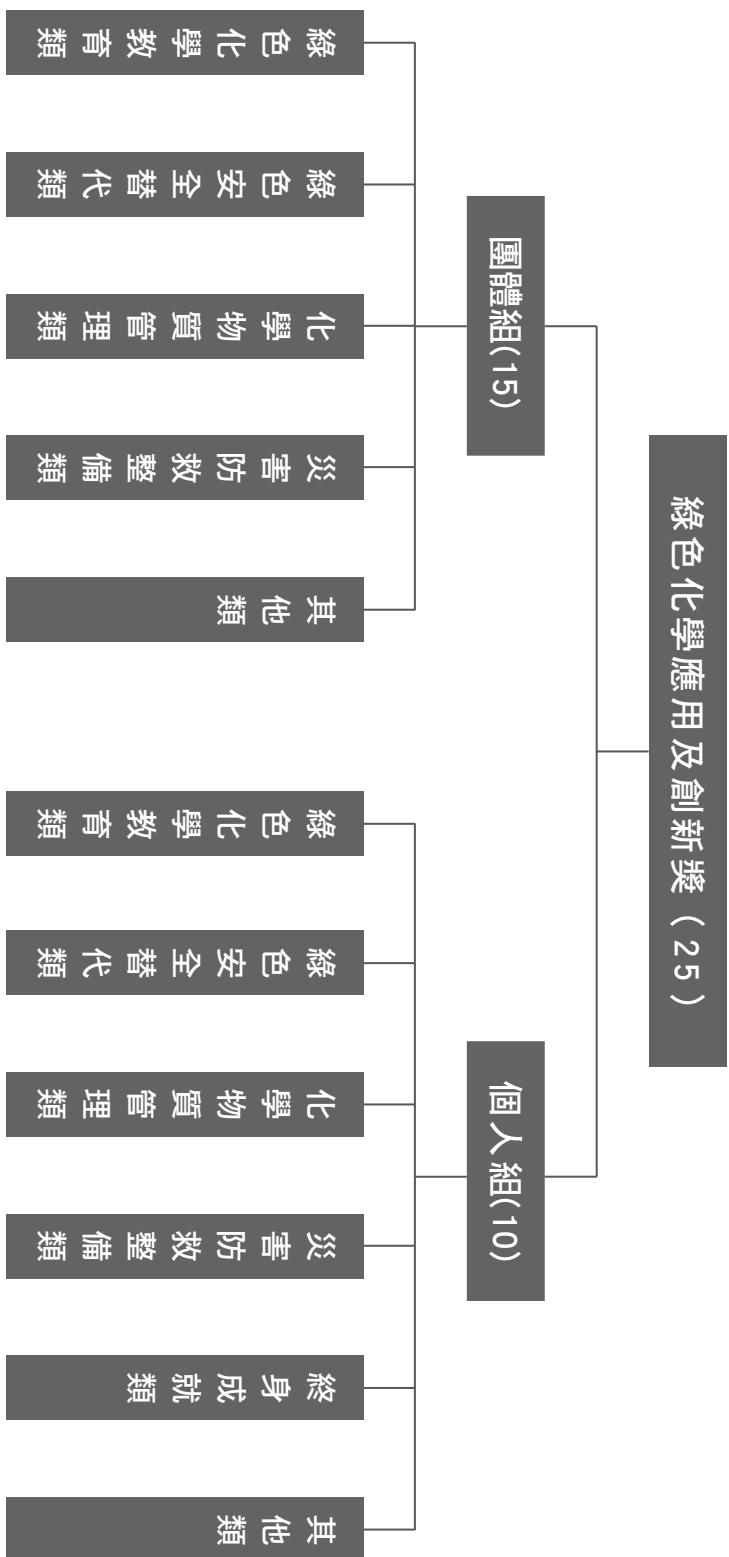 綠色化學應用及創新獎(25)
團體組(15)
綠色化學教育類
綠色安全替代類
化學物質管理類
災害防救整備類
其他類
個人組(10)
綠色化學教育類
綠色安全替代類
化學物質管理類
災害防救整備類
終身成就類
其他類